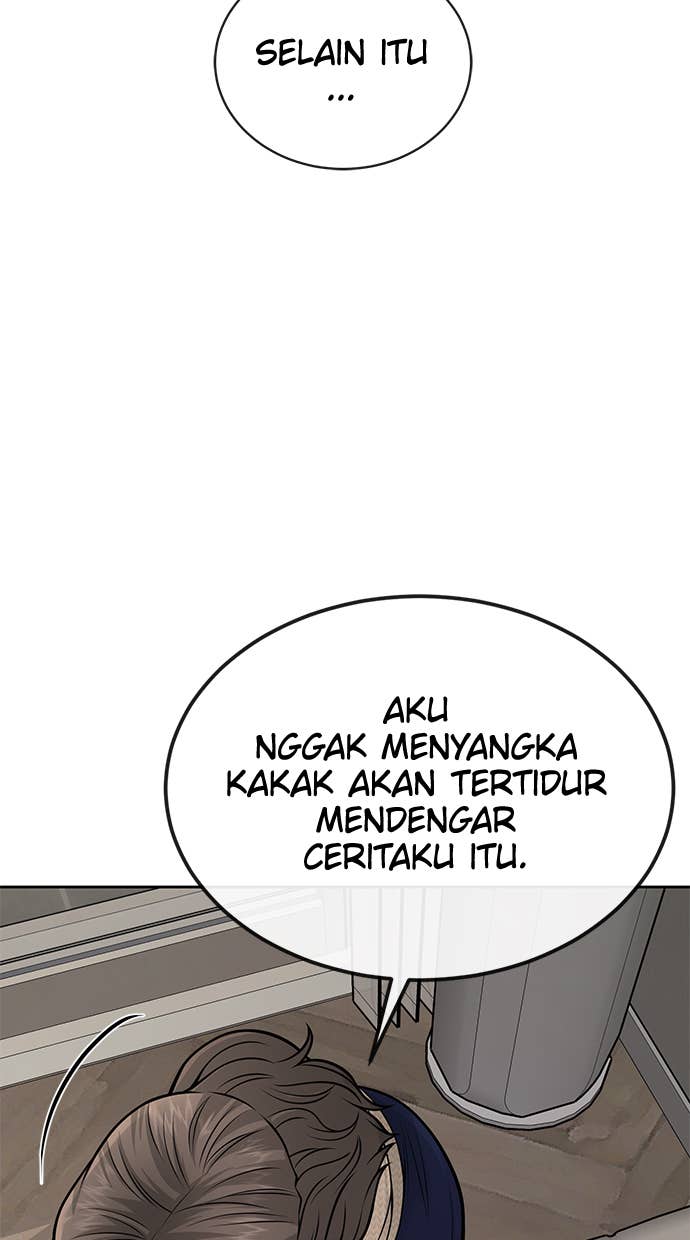 SELAIN ITU
...
AKU
NGGAK MENYANGKA
KAKAK AKAN TERTIDUR
MENDENGAR
CERITAKU ITU.